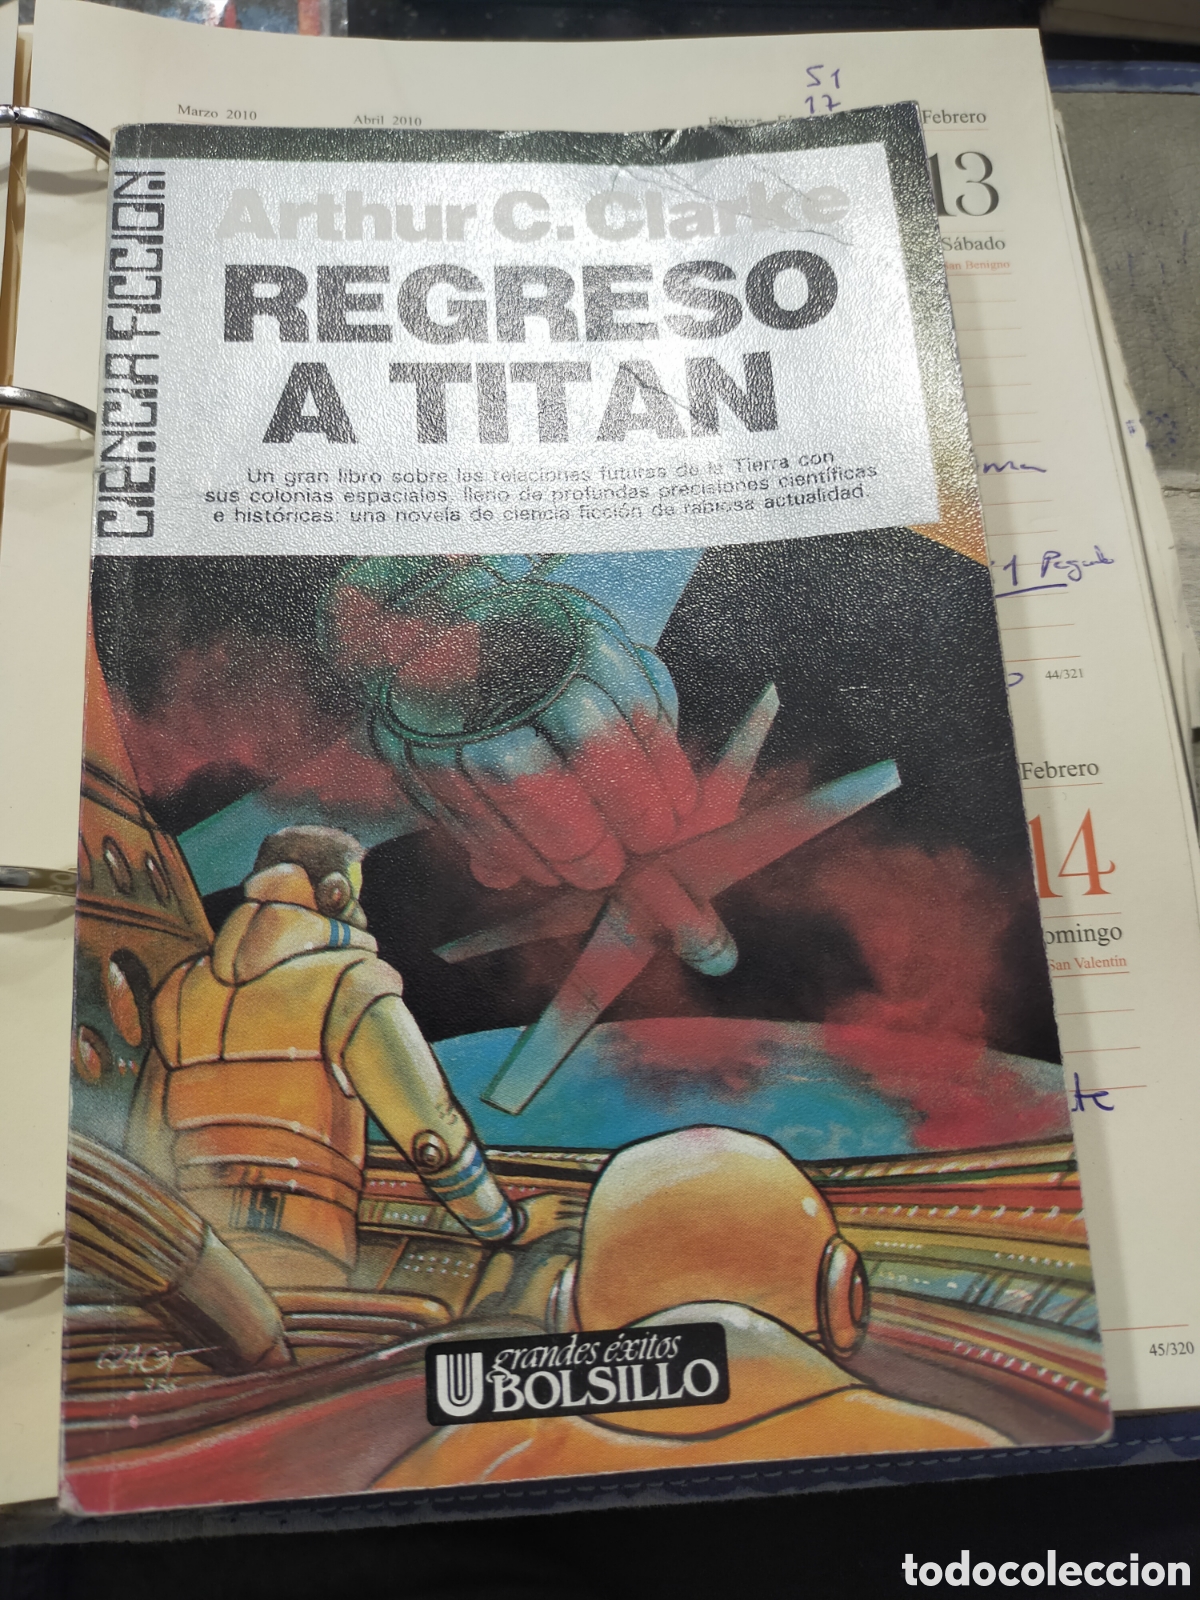 51
17
Marzo 2010
Abril 2010
Febrero
13
Sábado
San Benigno
CIENCIA FICCION
Arthur C. Clarke
REGRESO
A TITAN
Un gran libro sobre las relaciones futuras de la Tierra con
sus colonias espaciales, lleno de profundas precisiones científicas
e históricas: una novela de ciencia ficción de rabiosa actualidad.
44/321
Febrero
14
Domingo
San Valentín
45/320
grandes éxitos
BOLSILLO
todocoleccion